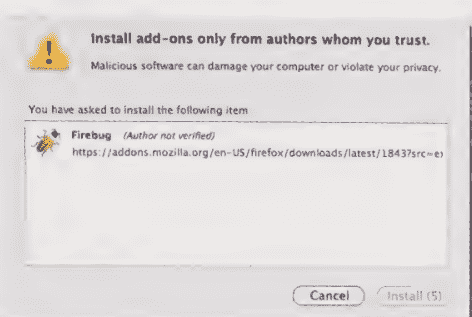 Install add-ons only from authors whom you trust.
Malicious software can damage your computer or violate your privacy.
You have asked to install the following item
Firebug (Author not verified)
https://addons.mozilla.org/en-US/firefox/downloads/latest/1843?src=e
Cancel
Install (5)